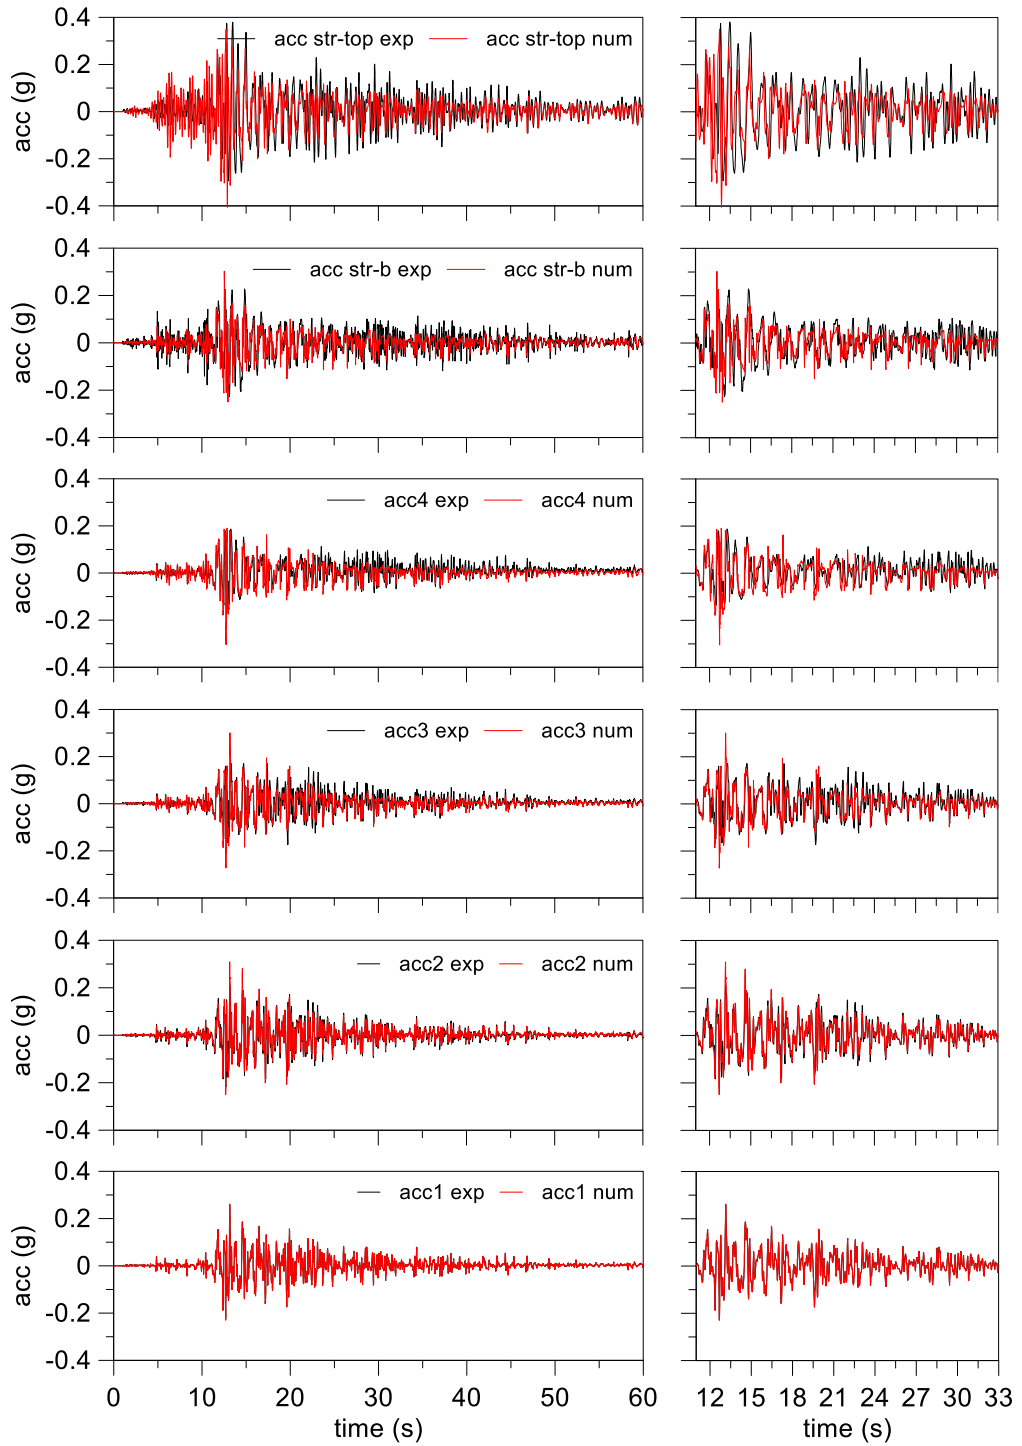 0.4
0.2
0
-0.2
-0.4
acc (g)
acc str-top exp acc str-top num
0.4
0.2
0
-0.2
-0.4
acc (g)
acc str-b exp acc str-b num
0.4
0.2
0
-0.2
-0.4
acc (g)
acc4 exp acc4 num
0.4
0.2
0
-0.2
-0.4
acc (g)
acc3 exp acc3 num
0.4
0.2
0
-0.2
-0.4
acc (g)
acc2 exp acc2 num
0.4
0.2
0
-0.2
-0.4
acc (g)
acc1 exp acc1 num
0 10 20 30 40 50 60
time (s)
12 15 18 21 24 27 30 33
time (s)